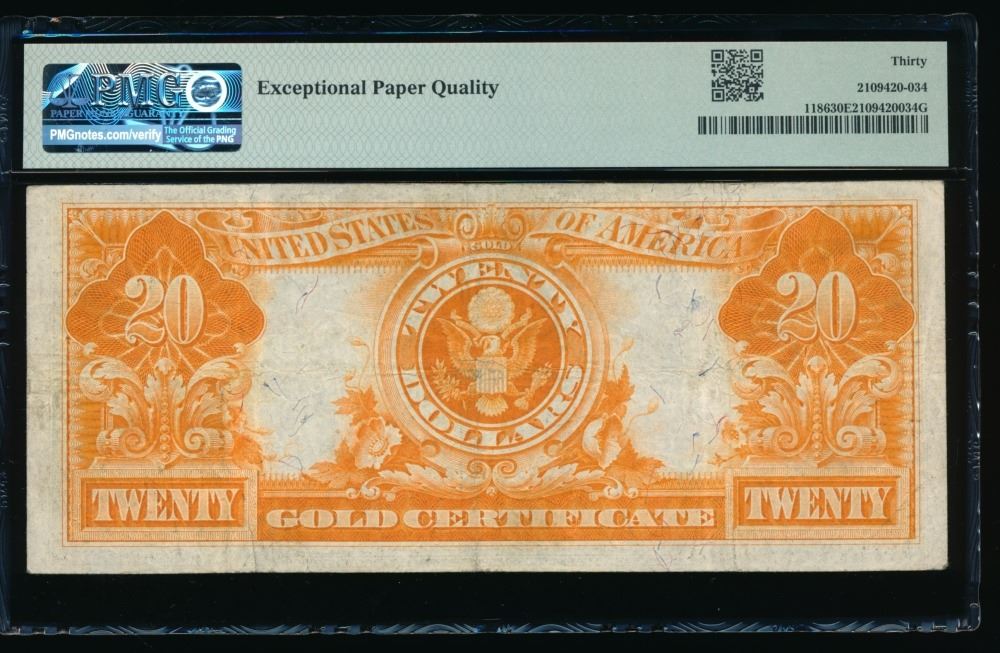 PMG
PAPER MONEY GUARANTY
PMGnotes.com/verify
The Official Grading
Service of the PNG
Exceptional Paper Quality
Thirty
2109420-034
118630E2109420034G
UNITED STATES OF AMERICA
GOLD
20
20
TWENTY
DOLLARS
TWENTY
GOLD CERTIFICATE
TWENTY